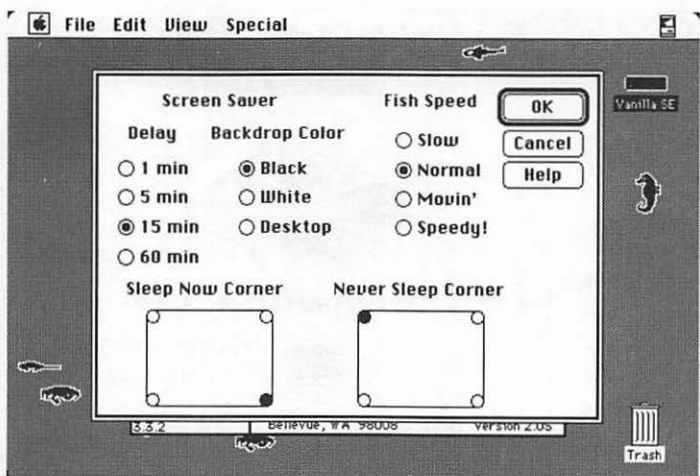 File Edit View Special
Vanilla SE
Screen Saver
Delay
1 min
5 min
15 min
60 min
Backdrop Color
Black
White
Desktop
Fish Speed
Slow
Normal
Movin'
Speedy!
OK
Cancel
Help
Sleep Now Corner
Never Sleep Corner
3.3.2
Bellevue, WA 98008
Version 2.0S
Trash